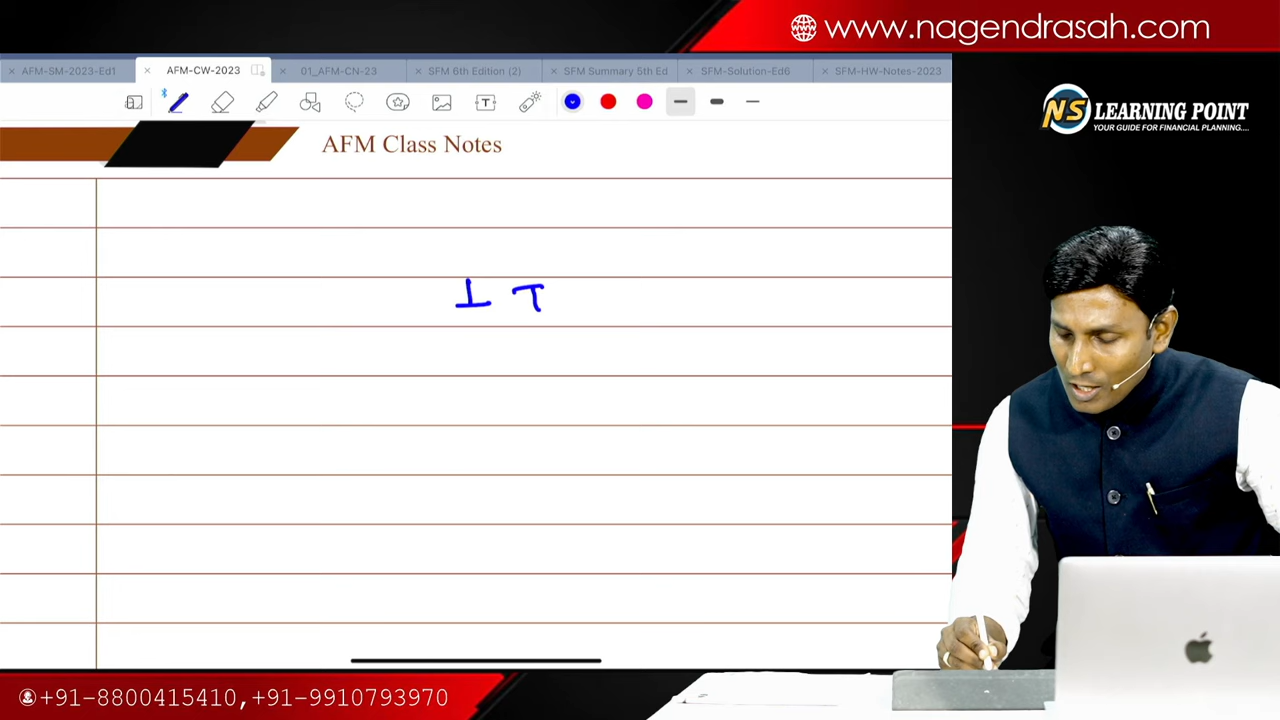 www.nagendrasah.com
AFM-SM-2023-Ed1 AFM-CW-2023 01_AFM-CN-23 SFM 6th Edition (2) SFM Summary 5th Ed SFM-Solution-Ed6 SFM-HW-Notes-2023
NS LEARNING POINT
YOUR GUIDE FOR FINANCIAL PLANNING....
AFM Class Notes
+91-8800415410,+91-9910793970